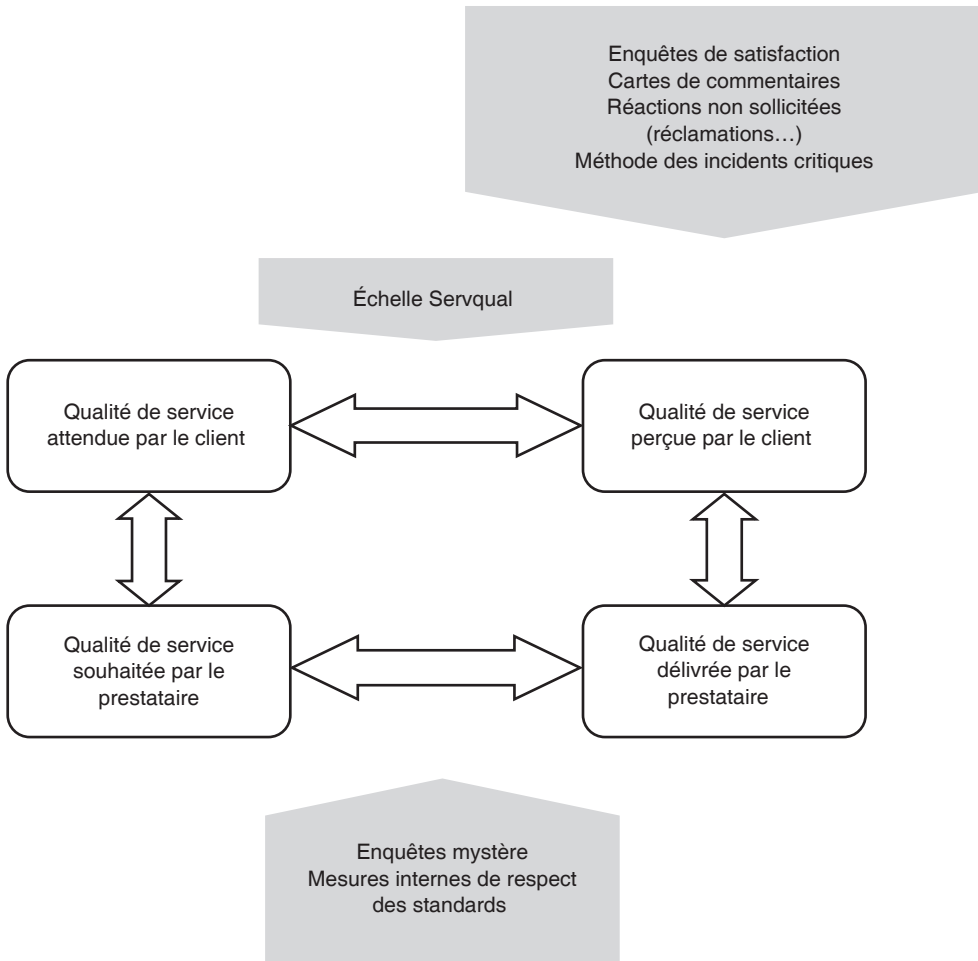 Enquêtes de satisfaction
Cartes de commentaires
Réactions non sollicitées
(réclamations…)
Méthode des incidents critiques
Échelle Servqual
Qualité de service
attendue par le client
Qualité de service
perçue par le client
Qualité de service
souhaitée par le
prestataire
Qualité de service
délivrée par le
prestataire
Enquêtes mystère
Mesures internes de respect
des standards